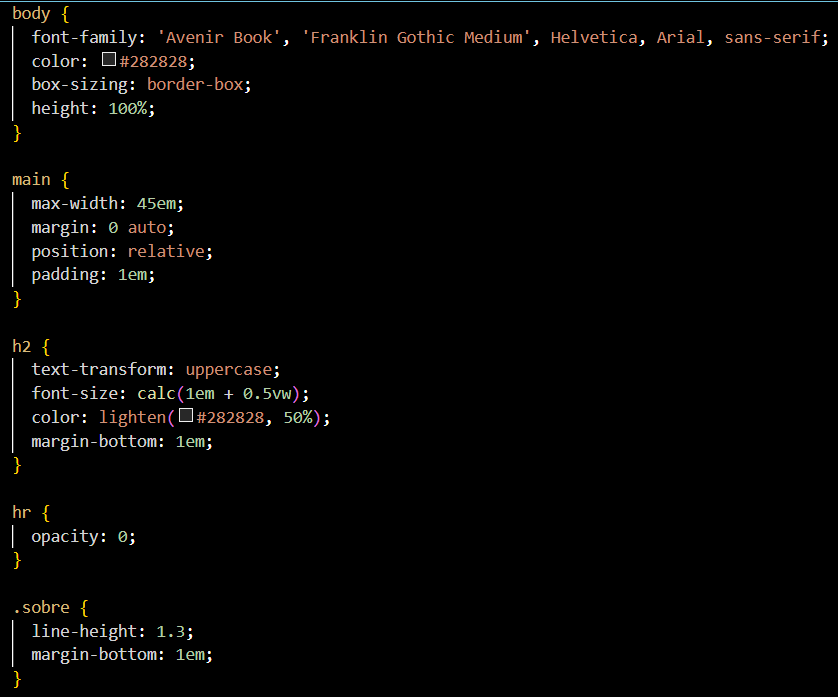 body {
font-family: 'Avenir Book', 'Franklin Gothic Medium', Helvetica, Arial, sans-serif;
color: #282828;
box-sizing: border-box;
height: 100%;
}
main {
max-width: 45em;
margin: 0 auto;
position: relative;
padding: 1em;
}
h2 {
text-transform: uppercase;
font-size: calc(1em + 0.5vw);
color: lighten(#282828, 50%);
margin-bottom: 1em;
}
hr {
opacity: 0;
}
.sobre {
line-height: 1.3;
margin-bottom: 1em;
}